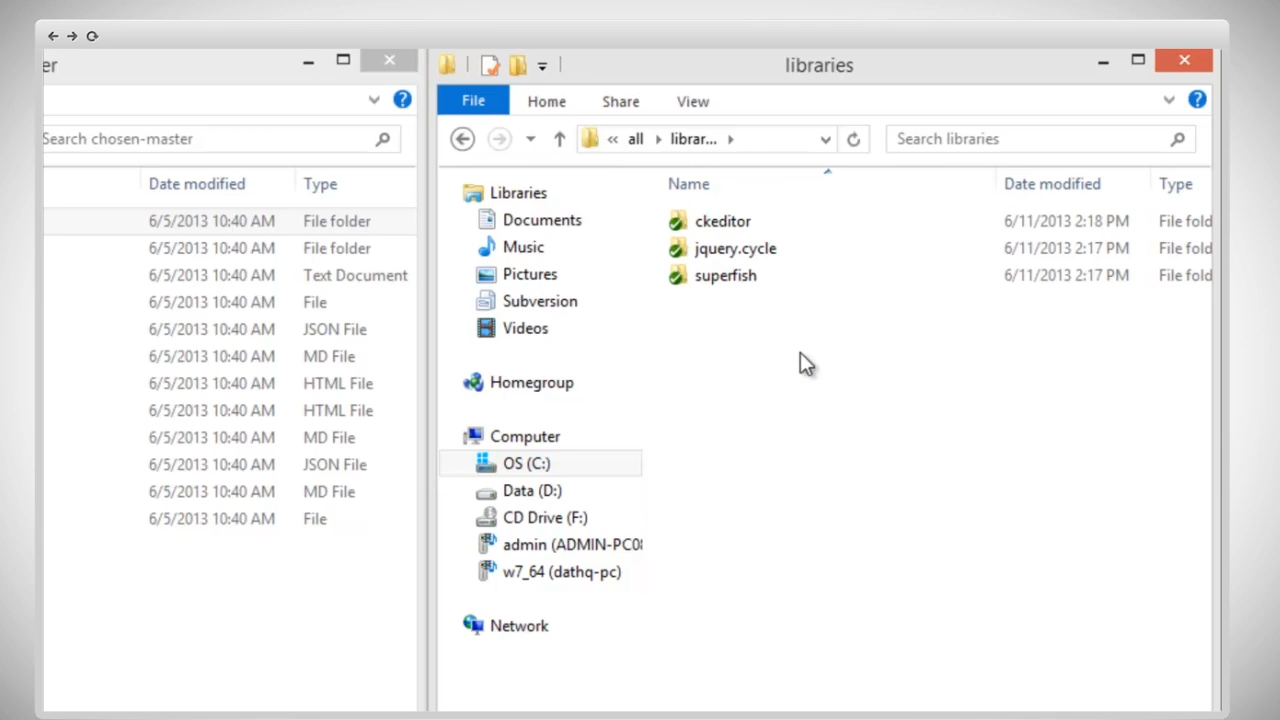 er
Search chosen-master
Date modified Type
6/5/2013 10:40 AM File folder
6/5/2013 10:40 AM File folder
6/5/2013 10:40 AM Text Document
6/5/2013 10:40 AM File
6/5/2013 10:40 AM JSON File
6/5/2013 10:40 AM MD File
6/5/2013 10:40 AM HTML File
6/5/2013 10:40 AM HTML File
6/5/2013 10:40 AM MD File
6/5/2013 10:40 AM JSON File
6/5/2013 10:40 AM MD File
6/5/2013 10:40 AM File
libraries
File Home Share View
« all librar... Search libraries
Libraries
Documents
Music
Pictures
Subversion
Videos
Homegroup
Computer
OS (C:)
Data (D:)
CD Drive (F:)
admin (ADMIN-PC08
w7_64 (dathq-pc)
Network
Name Date modified Type
ckeditor 6/11/2013 2:18 PM File fold
jquery.cycle 6/11/2013 2:17 PM File fold
superfish 6/11/2013 2:17 PM File fold